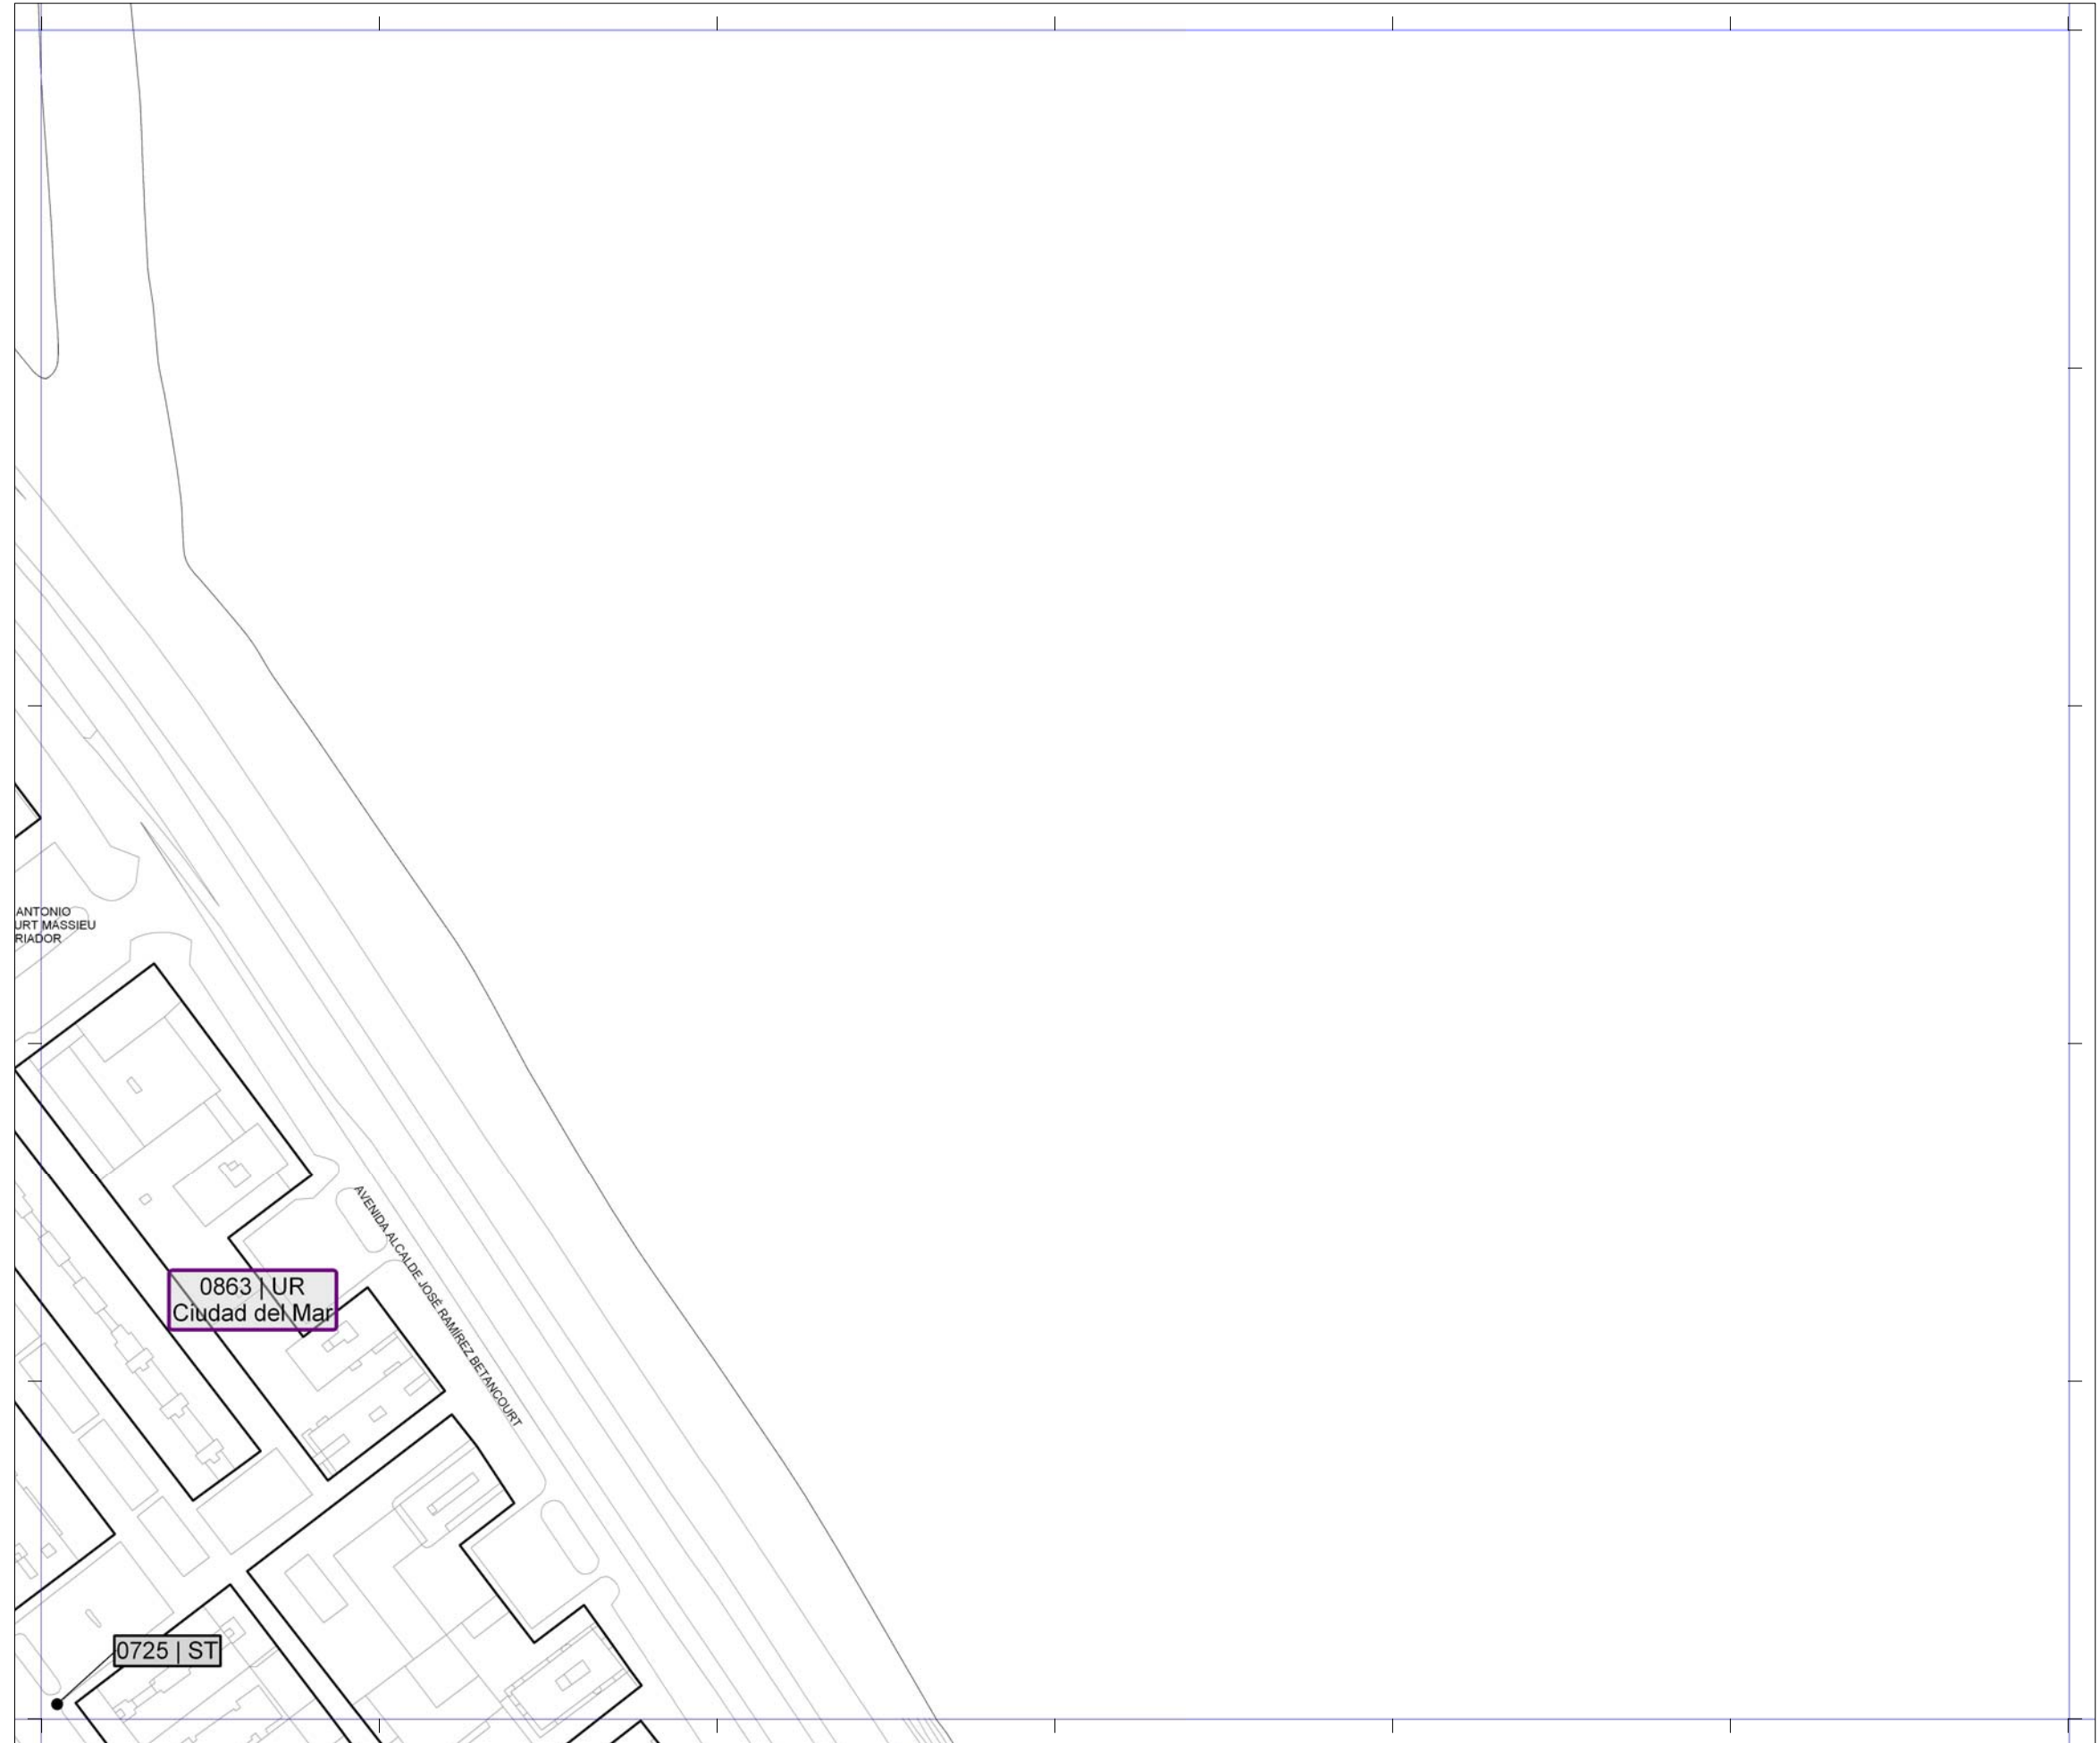 ANTONIO
URT MASSIEU
RIADOR
AVENIDA ALCALDE JOSÉ RAMÍREZ BETANCOURT
0863 | UR
Ciudad del Mar
0725 | ST